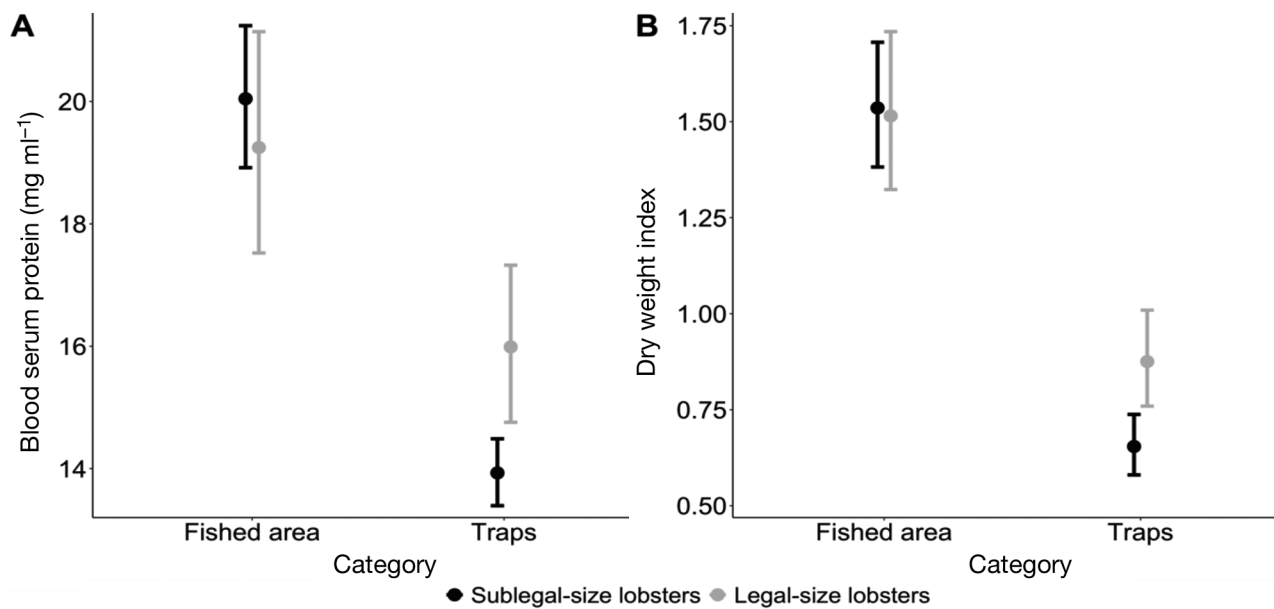 A
Blood serum protein (mg ml⁻¹)
20
18
16
14
Fished area Traps
Category
B
Dry weight index
1.75
1.50
1.25
1.00
0.75
0.50
Fished area Traps
Category
Sublegal-size lobsters Legal-size lobsters